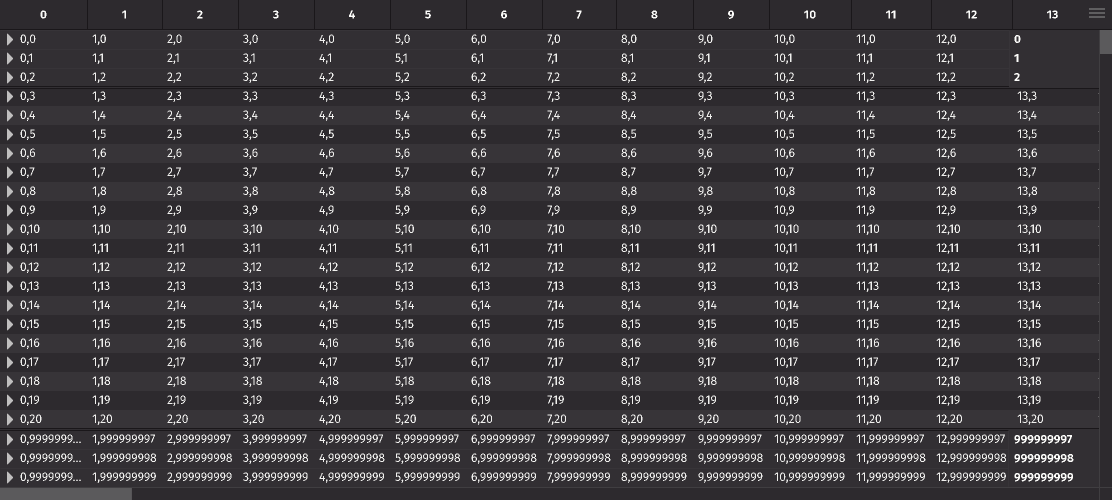 0 1 2 3 4 5 6 7 8 9 10 11 12 13
0,0 1,0 2,0 3,0 4,0 5,0 6,0 7,0 8,0 9,0 10,0 11,0 12,0 0
0,1 1,1 2,1 3,1 4,1 5,1 6,1 7,1 8,1 9,1 10,1 11,1 12,1 1
0,2 1,2 2,2 3,2 4,2 5,2 6,2 7,2 8,2 9,2 10,2 11,2 12,2 2
0,3 1,3 2,3 3,3 4,3 5,3 6,3 7,3 8,3 9,3 10,3 11,3 12,3 13,3
0,4 1,4 2,4 3,4 4,4 5,4 6,4 7,4 8,4 9,4 10,4 11,4 12,4 13,4
0,5 1,5 2,5 3,5 4,5 5,5 6,5 7,5 8,5 9,5 10,5 11,5 12,5 13,5
0,6 1,6 2,6 3,6 4,6 5,6 6,6 7,6 8,6 9,6 10,6 11,6 12,6 13,6
0,7 1,7 2,7 3,7 4,7 5,7 6,7 7,7 8,7 9,7 10,7 11,7 12,7 13,7
0,8 1,8 2,8 3,8 4,8 5,8 6,8 7,8 8,8 9,8 10,8 11,8 12,8 13,8
0,9 1,9 2,9 3,9 4,9 5,9 6,9 7,9 8,9 9,9 10,9 11,9 12,9 13,9
0,10 1,10 2,10 3,10 4,10 5,10 6,10 7,10 8,10 9,10 10,10 11,10 12,10 13,10
0,11 1,11 2,11 3,11 4,11 5,11 6,11 7,11 8,11 9,11 10,11 11,11 12,11 13,11
0,12 1,12 2,12 3,12 4,12 5,12 6,12 7,12 8,12 9,12 10,12 11,12 12,12 13,12
0,13 1,13 2,13 3,13 4,13 5,13 6,13 7,13 8,13 9,13 10,13 11,13 12,13 13,13
0,14 1,14 2,14 3,14 4,14 5,14 6,14 7,14 8,14 9,14 10,14 11,14 12,14 13,14
0,15 1,15 2,15 3,15 4,15 5,15 6,15 7,15 8,15 9,15 10,15 11,15 12,15 13,15
0,16 1,16 2,16 3,16 4,16 5,16 6,16 7,16 8,16 9,16 10,16 11,16 12,16 13,16
0,17 1,17 2,17 3,17 4,17 5,17 6,17 7,17 8,17 9,17 10,17 11,17 12,17 13,17
0,18 1,18 2,18 3,18 4,18 5,18 6,18 7,18 8,18 9,18 10,18 11,18 12,18 13,18
0,19 1,19 2,19 3,19 4,19 5,19 6,19 7,19 8,19 9,19 10,19 11,19 12,19 13,19
0,20 1,20 2,20 3,20 4,20 5,20 6,20 7,20 8,20 9,20 10,20 11,20 12,20 13,20
0,9999999... 1,999999997 2,999999997 3,999999997 4,999999997 5,999999997 6,999999997 7,999999997 8,999999997 9,999999997 10,999999997 11,999999997 12,999999997 999999997
0,9999999... 1,999999998 2,999999998 3,999999998 4,999999998 5,999999998 6,999999998 7,999999998 8,999999998 9,999999998 10,999999998 11,999999998 12,999999998 999999998
0,9999999... 1,999999999 2,999999999 3,999999999 4,999999999 5,999999999 6,999999999 7,999999999 8,999999999 9,999999999 10,999999999 11,999999999 12,999999999 999999999